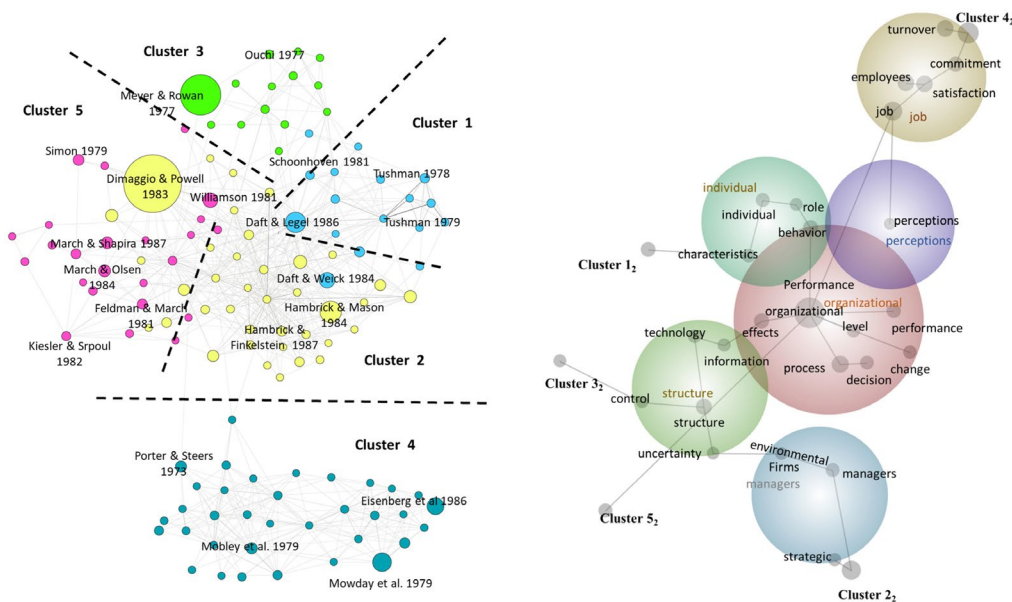 Cluster 3
Ouchi 1977
Meyer & Rowan
1977
Cluster 5
Cluster 1
Simon 1979
Schoonhoven 1981
Tushman 1978
Dimaggio & Powell
1983
Williamson 1981
Daft & Legel 1986
Tushman 1979
March & Shapira 1987
March & Olsen
1984
Daft & Weick 1984
Feldman & March
1981
Hambrick & Mason
1984
Hambrick &
Finkelstein 1987
Kiesler & Srpoul
1982
Cluster 2
Cluster 4
Porter & Steers
1973
Eisenberg et al 1986
Mobley et al. 1979
Mowday et al. 1979
turnover
Cluster 4₂
commitment
employees
satisfaction
job
job
individual
individual
role
behavior
characteristics
perceptions
perceptions
Cluster 1₂
Performance
organizational
organizational
technology
effects
level
performance
information
process
change
decision
Cluster 3₂
structure
control
structure
uncertainty
environmental
Firms
managers
managers
Cluster 5₂
strategic
Cluster 2₂